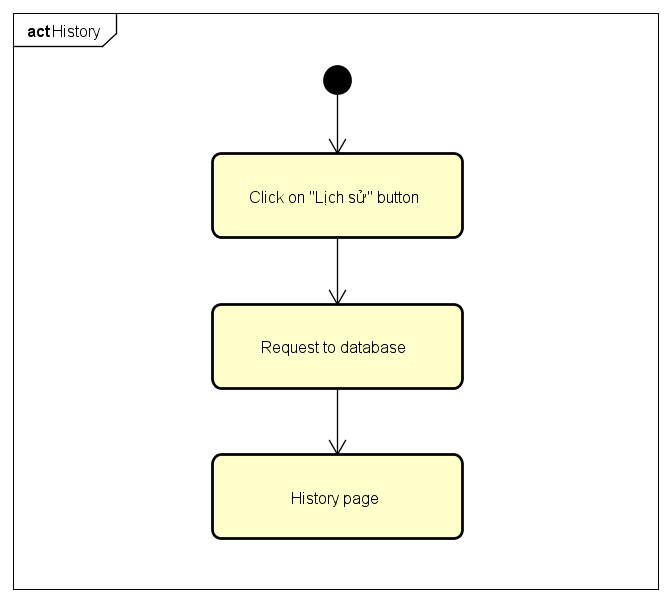 act History
Click on "Lịch sử" button
Request to database
History page